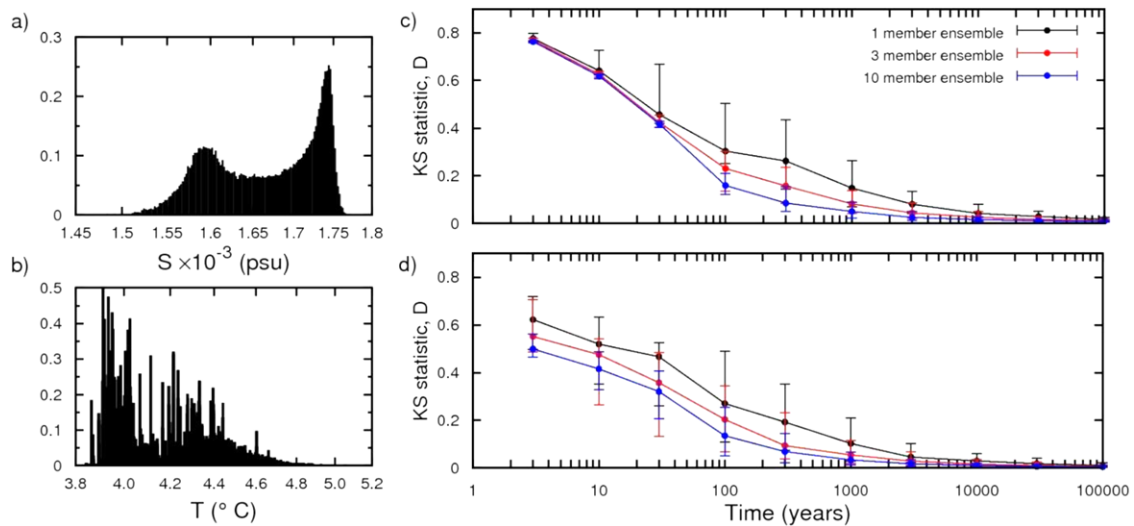 a)
0.3
0.2
0.1
0
1.45 1.5 1.55 1.6 1.65 1.7 1.75 1.8
S ×10⁻³ (psu)
b)
0.5
0.4
0.3
0.2
0.1
0
3.8 4.0 4.2 4.4 4.6 4.8 5.0 5.2
T (° C)
c)
KS statistic, D
0.8
0.6
0.4
0.2
0
1 member ensemble
3 member ensemble
10 member ensemble
d)
KS statistic, D
0.8
0.6
0.4
0.2
0
1 10 100 1000 10000 100000
Time (years)